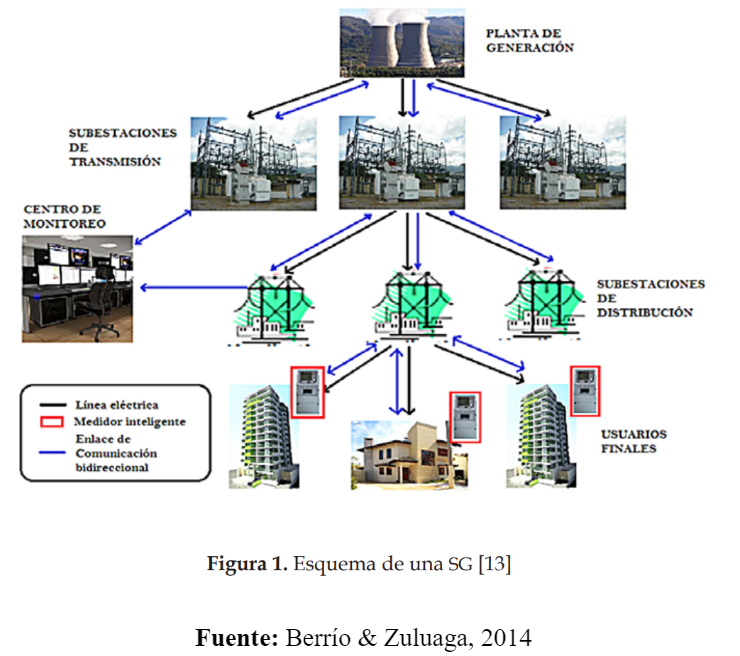 PLANTA DE
GENERACIÓN
SUBESTACIONES
DE
TRANSMISIÓN
CENTRO DE
MONITOREO
SUBESTACIONES
DE
DISTRIBUCIÓN
Línea eléctrica
Medidor inteligente
Enlace de
Comunicación
bidireccional
USUARIOS
FINALES
Figura 1. Esquema de una SG [13]
Fuente: Berrío & Zuluaga, 2014